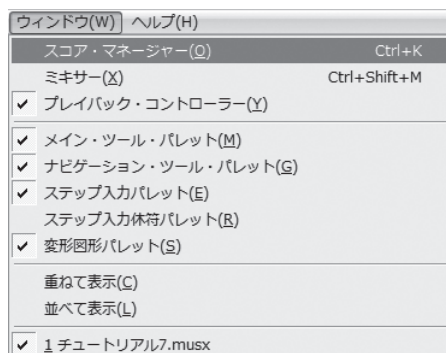 ウィンドウ(W) ヘルプ(H)
スコア・マネージャー(O) Ctrl+K
ミキサー(X) Ctrl+Shift+M
プレイバック・コントローラー(Y)
メイン・ツール・パレット(M)
ナビゲーション・ツール・パレット(G)
ステップ入力パレット(E)
ステップ入力休符パレット(R)
変形図形パレット(S)
重ねて表示(C)
並べて表示(L)
1 チュートリアル7.musx